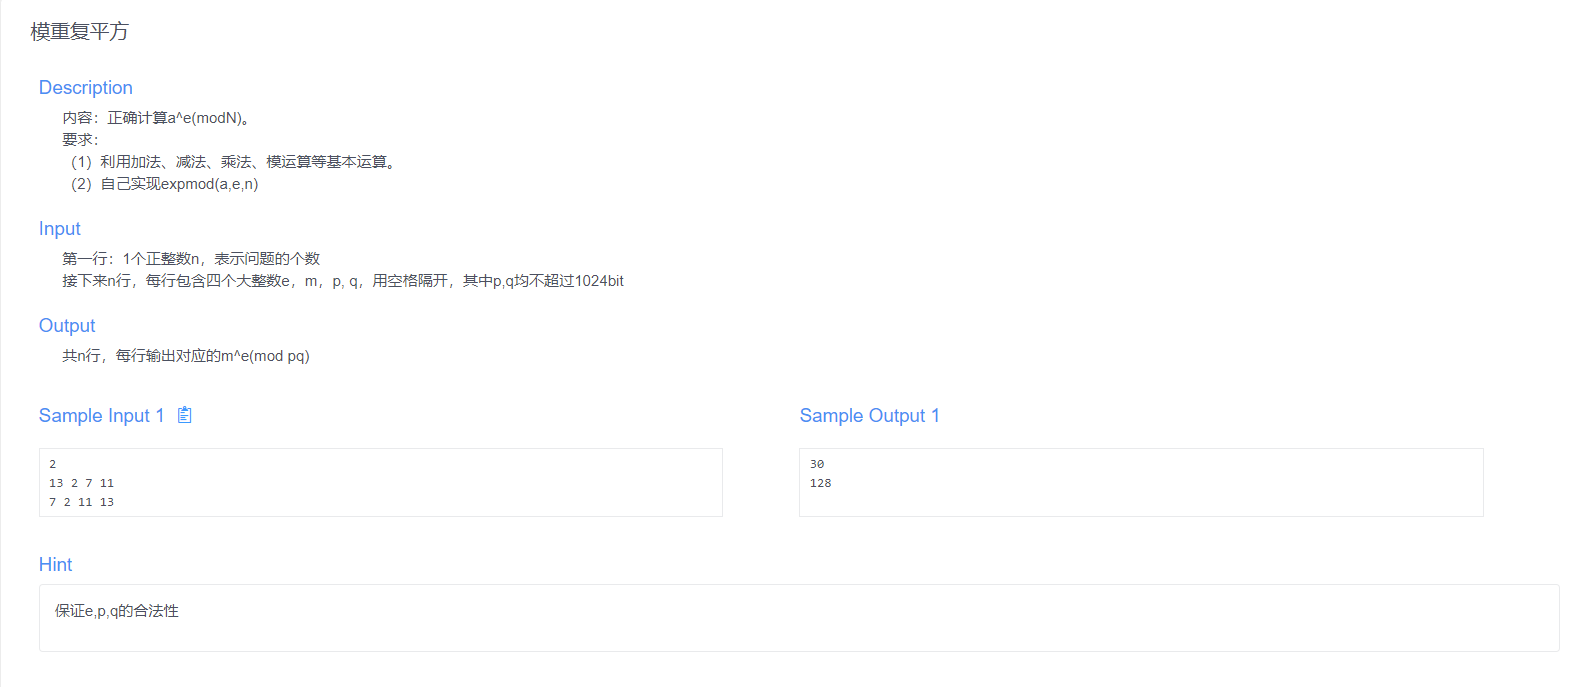 模重复平方
Description
内容：正确计算a^e(modN)。
要求：
（1）利用加法、减法、乘法、模运算等基本运算。
（2）自己实现expmod(a,e,n)
Input
第一行：1个正整数n，表示问题的个数
接下来n行，每行包含四个大整数e，m，p, q，用空格隔开，其中p,q均不超过1024bit
Output
共n行，每行输出对应的m^e(mod pq)
Sample Input 1
2
13 2 7 11
7 2 11 13
Sample Output 1
30
128
Hint
保证e,p,q的合法性